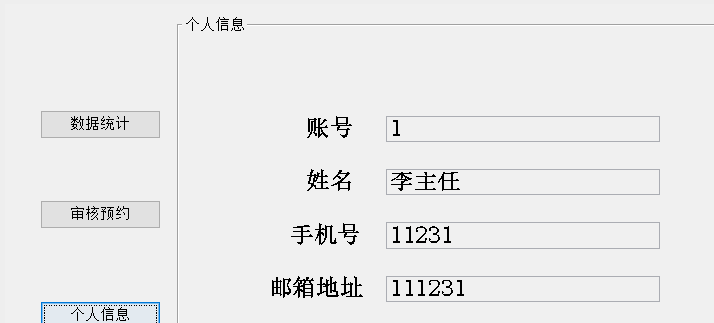 个人信息
数据统计
账号 1
姓名 李主任
审核预约
手机号 11231
邮箱地址 111231
个人信息